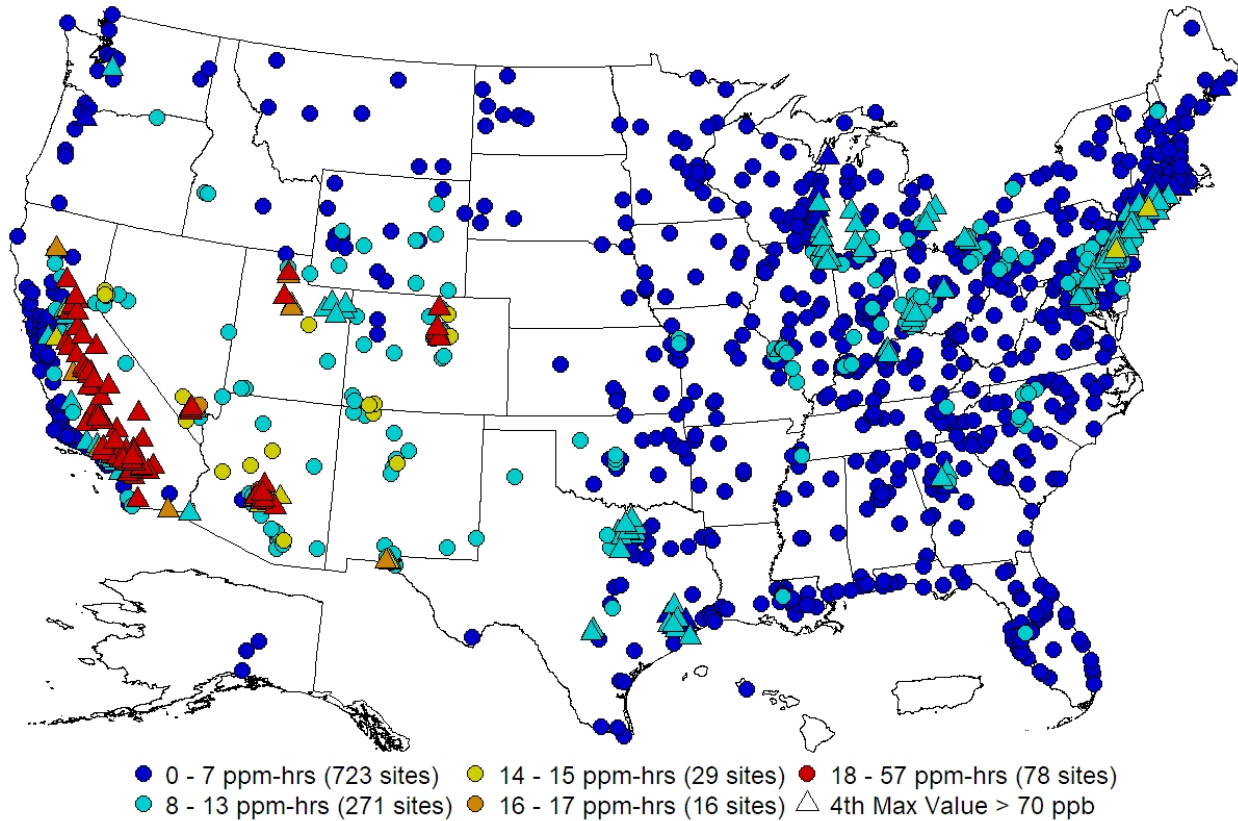 0 - 7 ppm-hrs (723 sites) 14 - 15 ppm-hrs (29 sites) 18 - 57 ppm-hrs (78 sites)
8 - 13 ppm-hrs (271 sites) 16 - 17 ppm-hrs (16 sites) 4th Max Value > 70 ppb